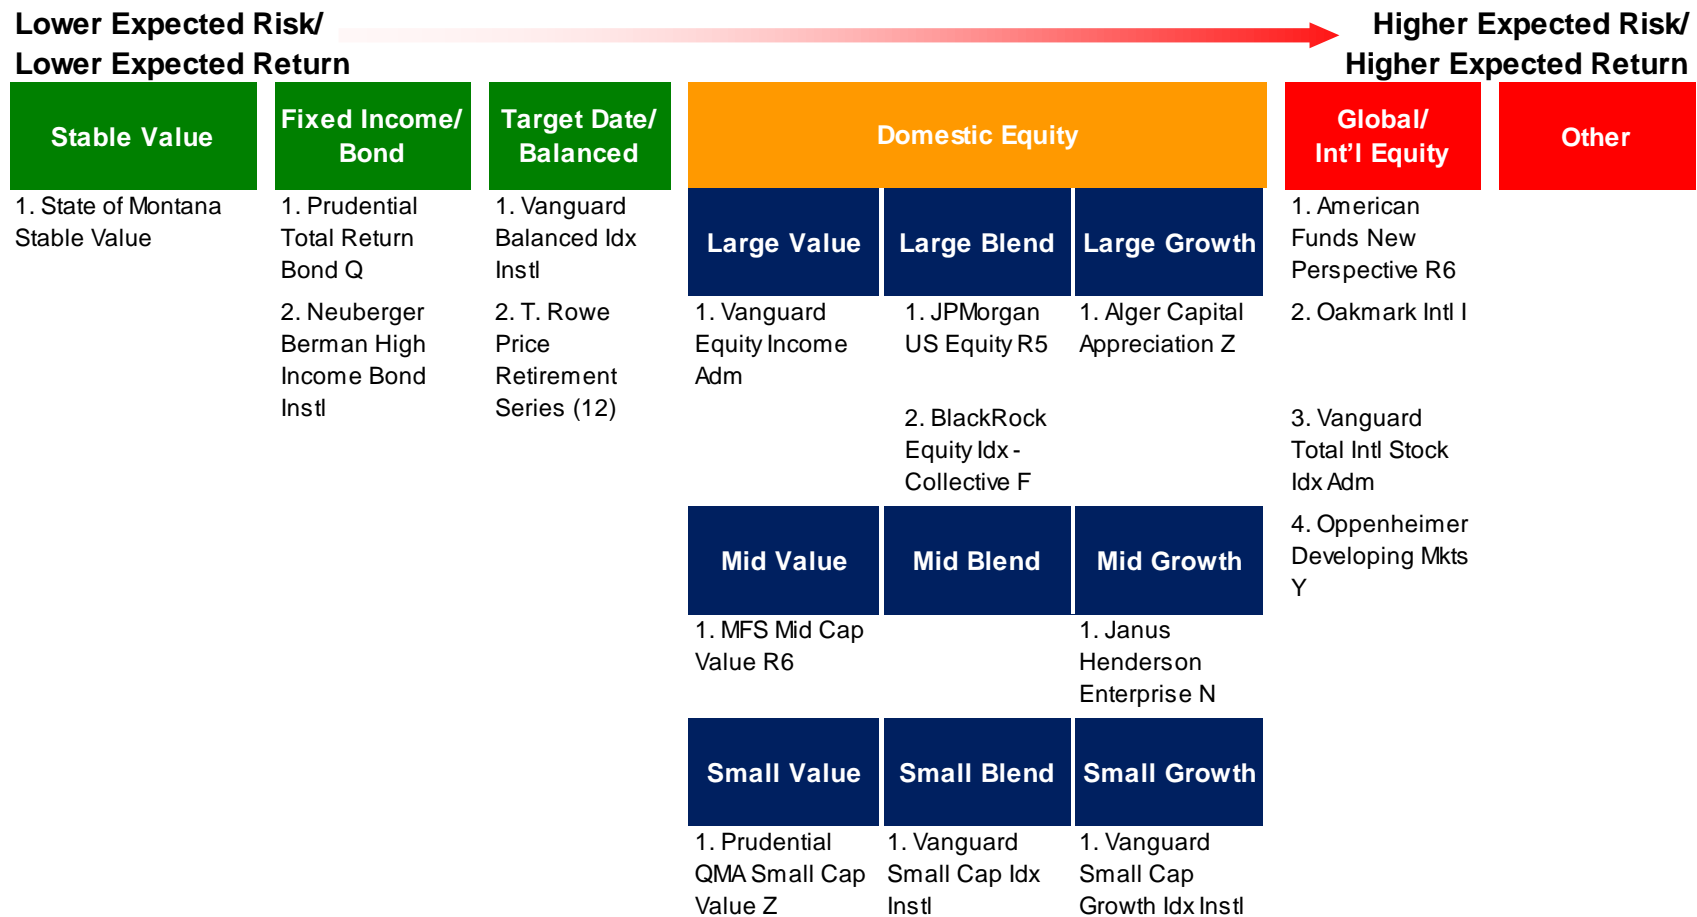 Lower Expected Risk/
Lower Expected Return
Higher Expected Risk/
Higher Expected Return
Stable Value
1. State of Montana
Stable Value
Fixed Income/
Bond
1. Prudential
Total Return
Bond Q
2. Neuberger
Berman High
Income Bond
Instl
Target Date/
Balanced
1. Vanguard
Balanced Idx
Instl
2. T. Rowe
Price
Retirement
Series (12)
Domestic Equity
Large Value
Large Blend
Large Growth
1. Vanguard
Equity Income
Adm
1. JPMorgan
US Equity R5
2. BlackRock
Equity Idx -
Collective F
1. Alger Capital
Appreciation Z
Mid Value
Mid Blend
Mid Growth
1. MFS Mid Cap
Value R6
1. Janus
Henderson
Enterprise N
Small Value
Small Blend
Small Growth
1. Prudential
QMA Small Cap
Value Z
1. Vanguard
Small Cap Idx
Instl
1. Vanguard
Small Cap
Growth Idx Instl
Global/
Int'l Equity
1. American
Funds New
Perspective R6
2. Oakmark Intl I
3. Vanguard
Total Intl Stock
Idx Adm
4. Oppenheimer
Developing Mkts
Y
Other